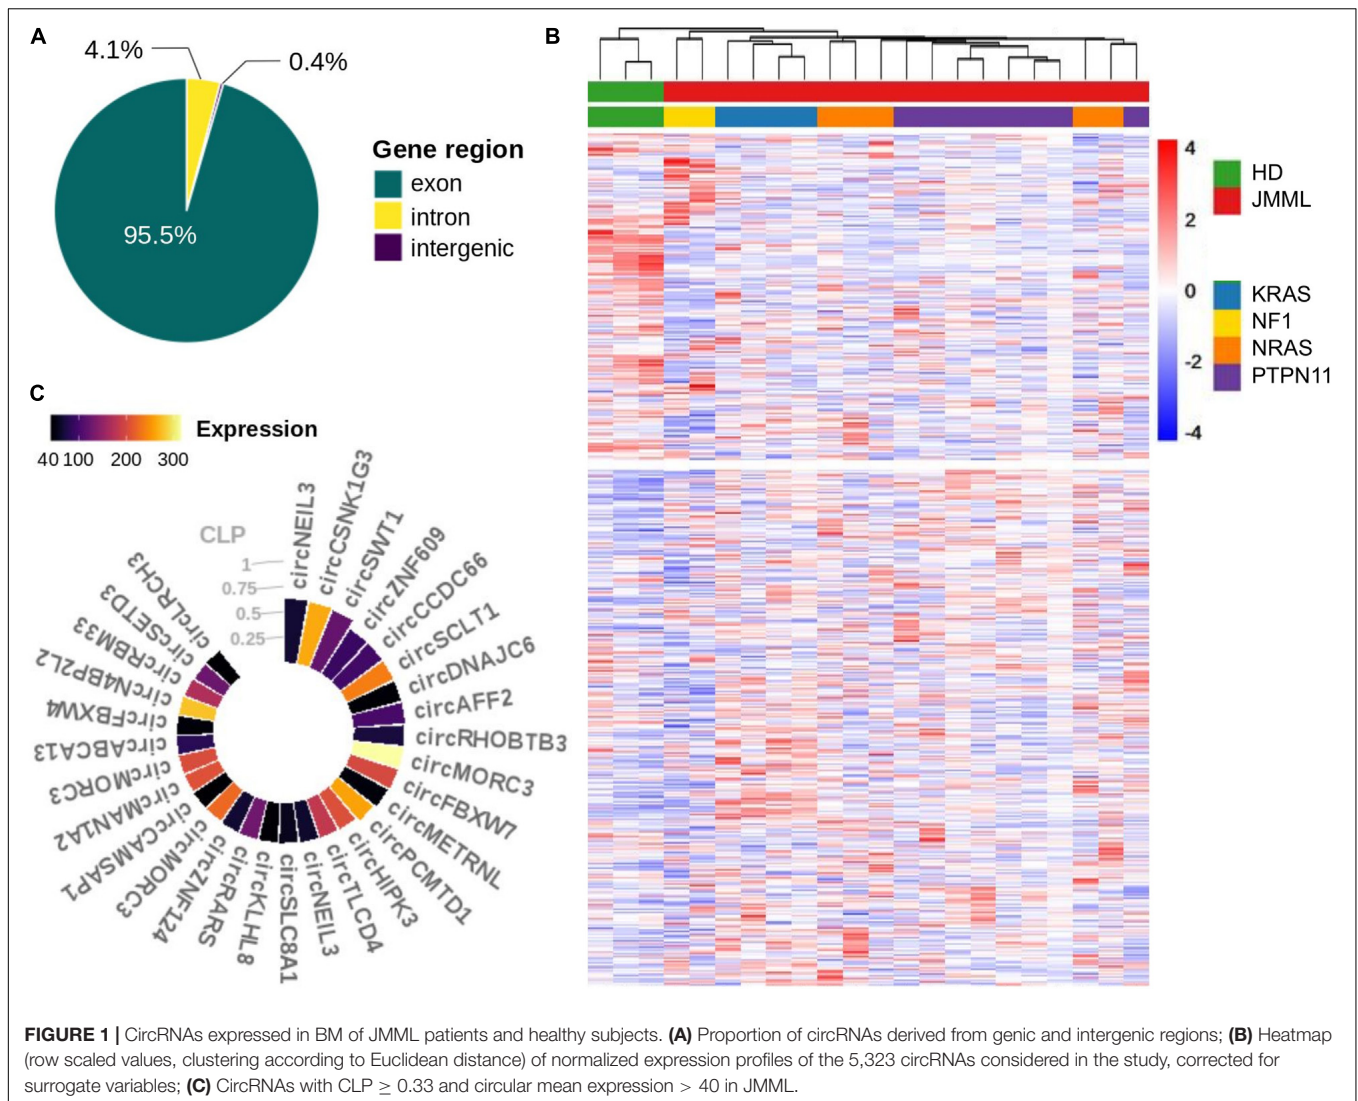 A
4.1%
0.4%
95.5%
Gene region
exon
intron
intergenic
B
4
2
0
-2
-4
HD
JMML
KRAS
NF1
NRAS
PTPN11
C
Expression
40 100 200 300
CLP
1
0.75
0.5
0.25
circNEIL3
circCSNK1G3
circSWT1
circZNF609
circCCDC66
circSCLT1
circDNAJC6
circAFF2
circRHOBTB3
circMORC3
circFBXW7
circMETRNL
circPCMTD1
circHIPK3
circTLCD4
circNEIL3
circSLC8A1
circKLHL8
circRARS
circZNF124
circMORC3
circCAMSAP1
circMAN1A2
circMORC3
circABCA13
circFBXW4
circN4BP2L2
circRBM33
circSETD3
circLRCH3
FIGURE 1 | CircRNAs expressed in BM of JMML patients and healthy subjects. (A) Proportion of circRNAs derived from genic and intergenic regions; (B) Heatmap
(row scaled values, clustering according to Euclidean distance) of normalized expression profiles of the 5,323 circRNAs considered in the study, corrected for
surrogate variables; (C) CircRNAs with CLP ≥ 0.33 and circular mean expression > 40 in JMML.